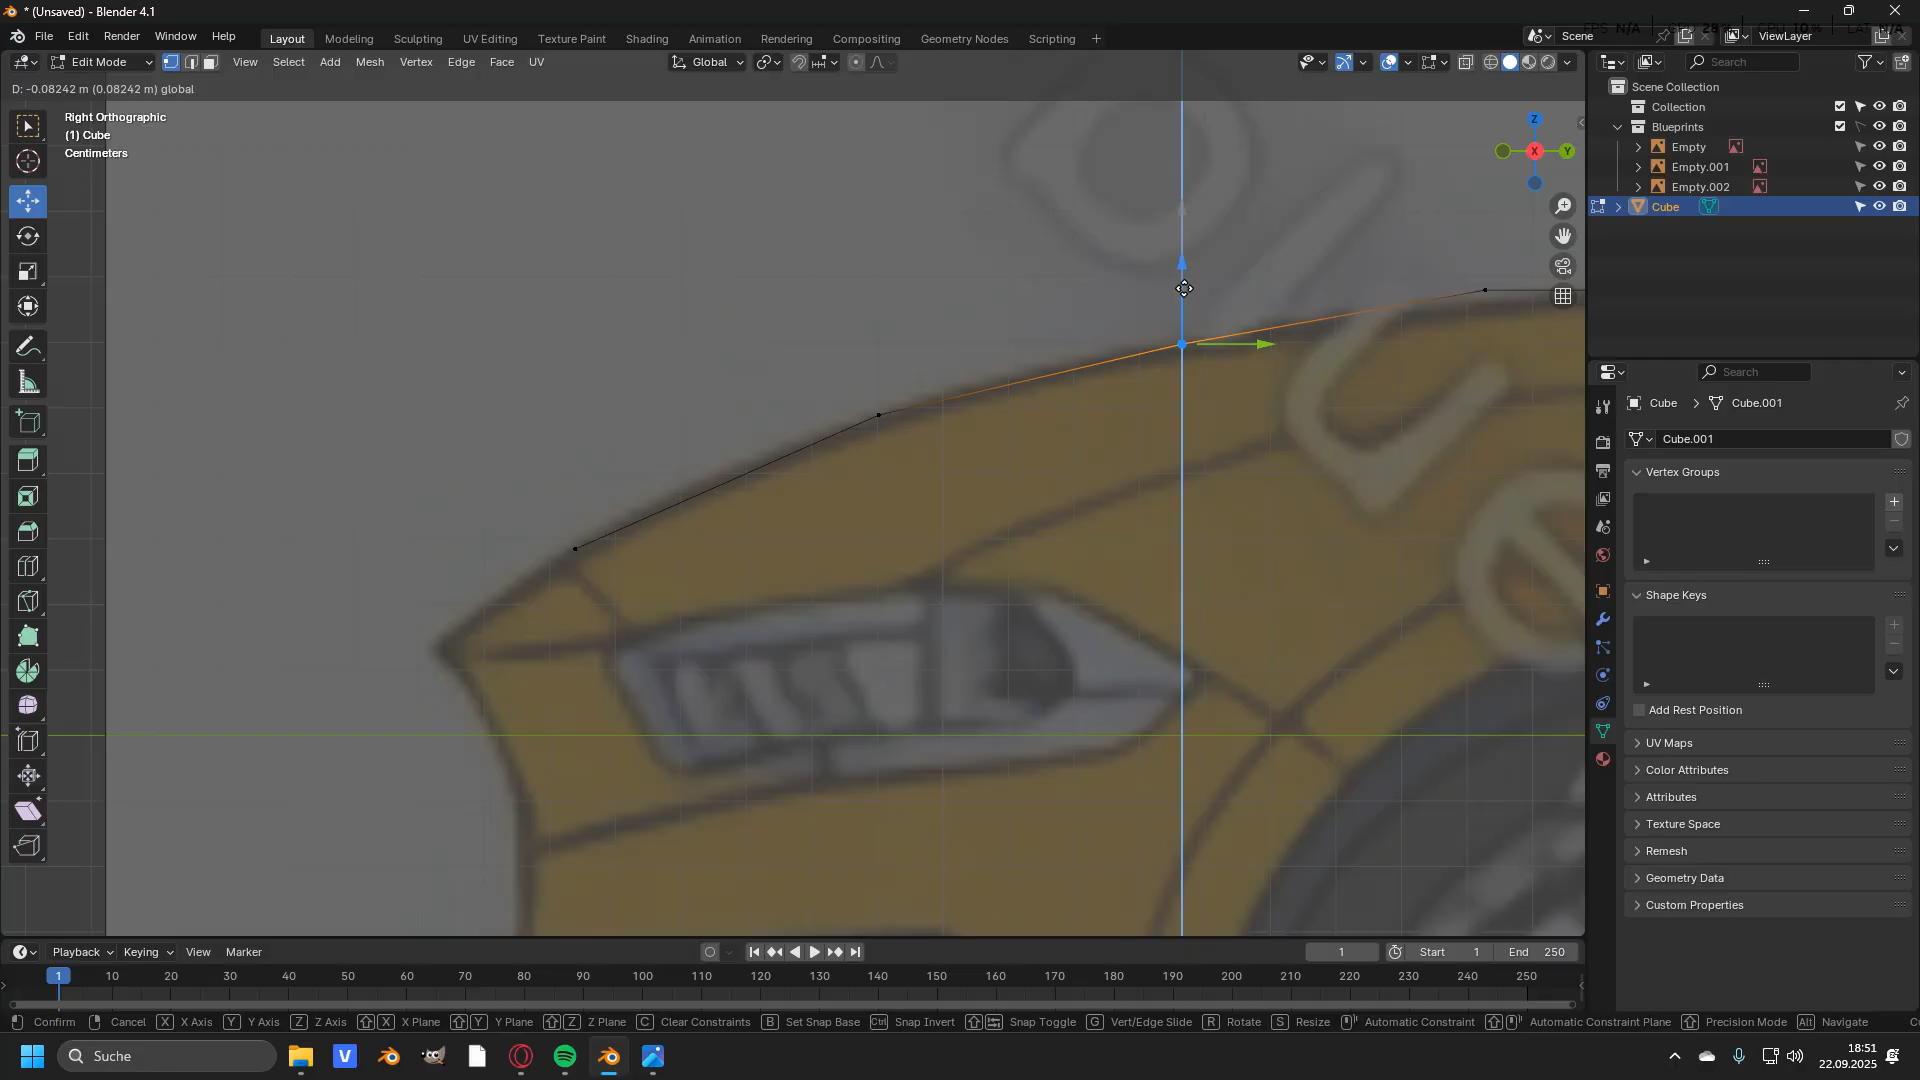 * (Unsaved) - Blender 4.1
File Edit Render Window Help
Layout Modeling Sculpting UV Editing Texture Paint Shading Animation Rendering Compositing Geometry Nodes Scripting +
Scene
ViewLayer
Edit Mode View Select Add Mesh Vertex Edge Face UV
Global
Search
D: -0.08242 m (0.08242 m) global
Right Orthographic
(1) Cube
Centimeters
Z
X
Y
Scene Collection
Collection
Blueprints
Empty
Empty.001
Empty.002
Cube
Search
Cube > Cube.001
Cube.001
Vertex Groups
Shape Keys
Add Rest Position
UV Maps
Color Attributes
Attributes
Texture Space
Remesh
Geometry Data
Custom Properties
Playback Keying View Marker
1 Start 1 End 250
1 10 20 30 40 50 60 70 80 90 100 110 120 130 140 150 160 170 180 190 200 210 220 230 240 250
Confirm Cancel X X Axis Y Y Axis Z Z Axis X X Plane Y Y Plane Z Z Plane C Clear Constraints B Set Snap Base Ctrl Snap Invert Snap Toggle G Vert/Edge Slide R Rotate S Resize Automatic Constraint Automatic Constraint Plane Precision Mode Alt Navigate
Suche
18:51
22.09.2025